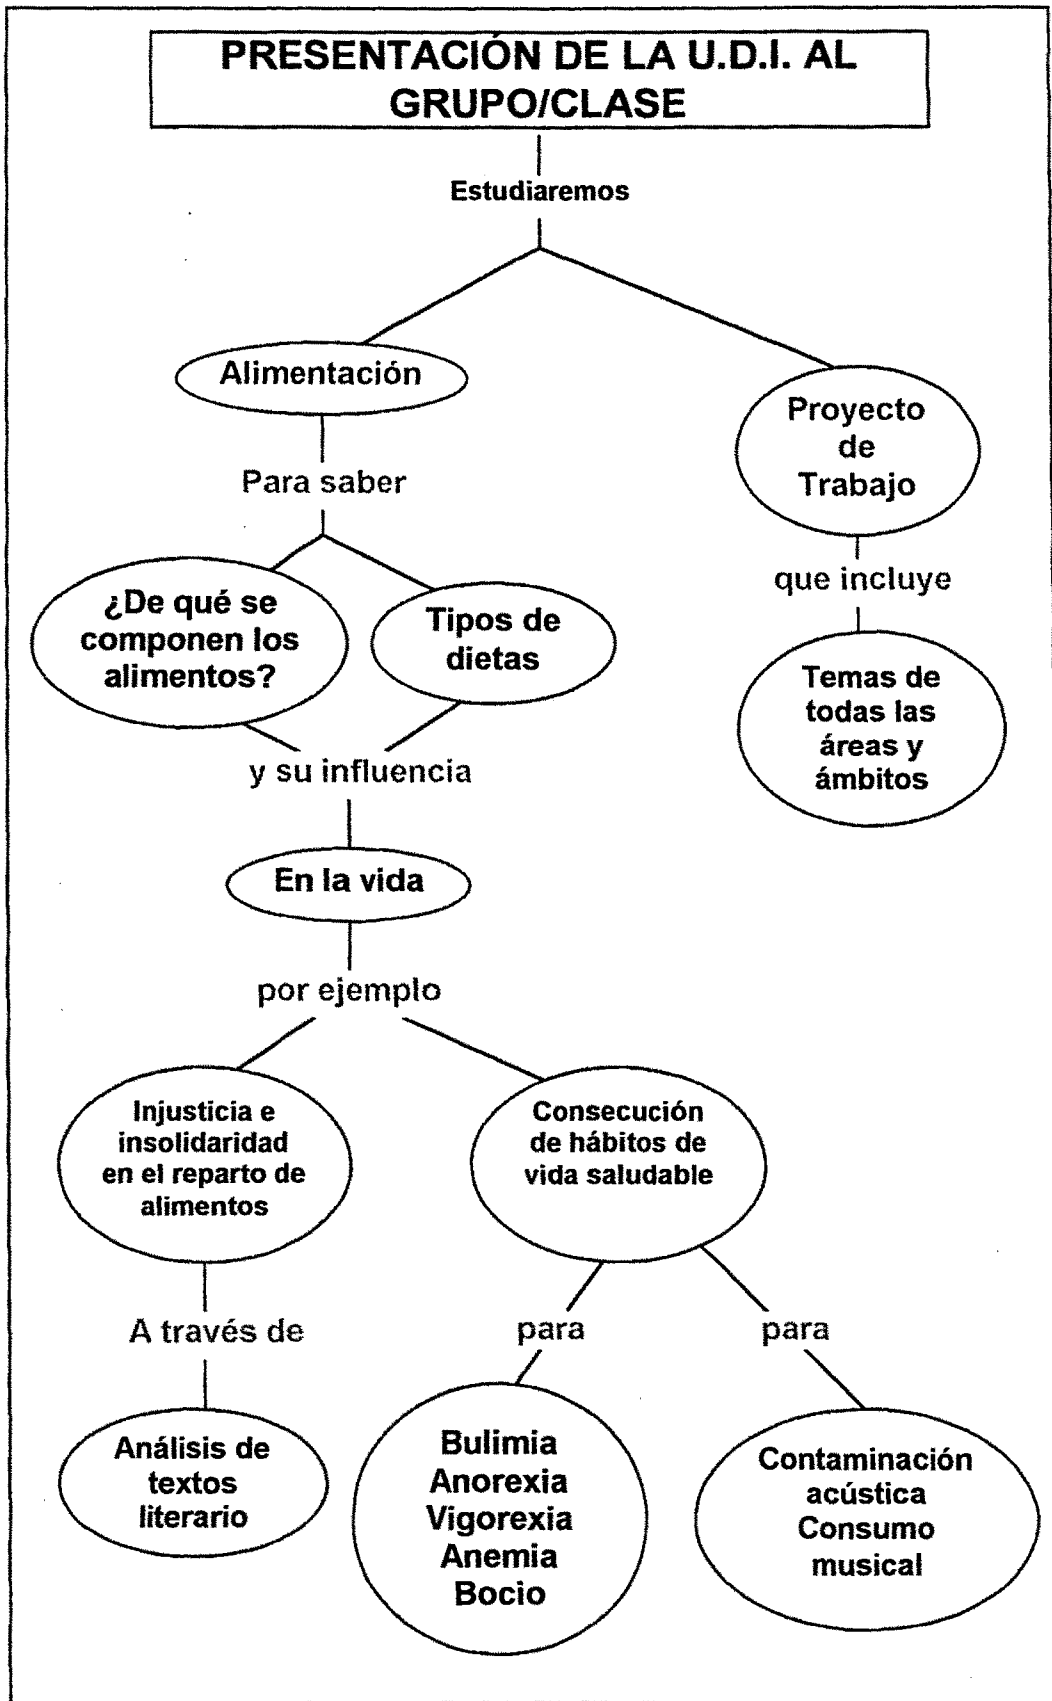 PRESENTACIÓN DE LA U.D.I. AL
GRUPO/CLASE
Estudiaremos
Alimentación
Proyecto
de
Trabajo
Para saber
que incluye
¿De qué se
componen los
alimentos?
Tipos de
dietas
Temas de
todas las
áreas y
ámbitos
y su influencia
En la vida
por ejemplo
Injusticia e
insolidaridad
en el reparto de
alimentos
Consecución
de hábitos de
vida saludable
A través de
para
para
Análisis de
textos
literario
Bulimia
Anorexia
Vigorexia
Anemia
Bocio
Contaminación
acústica
Consumo
musical